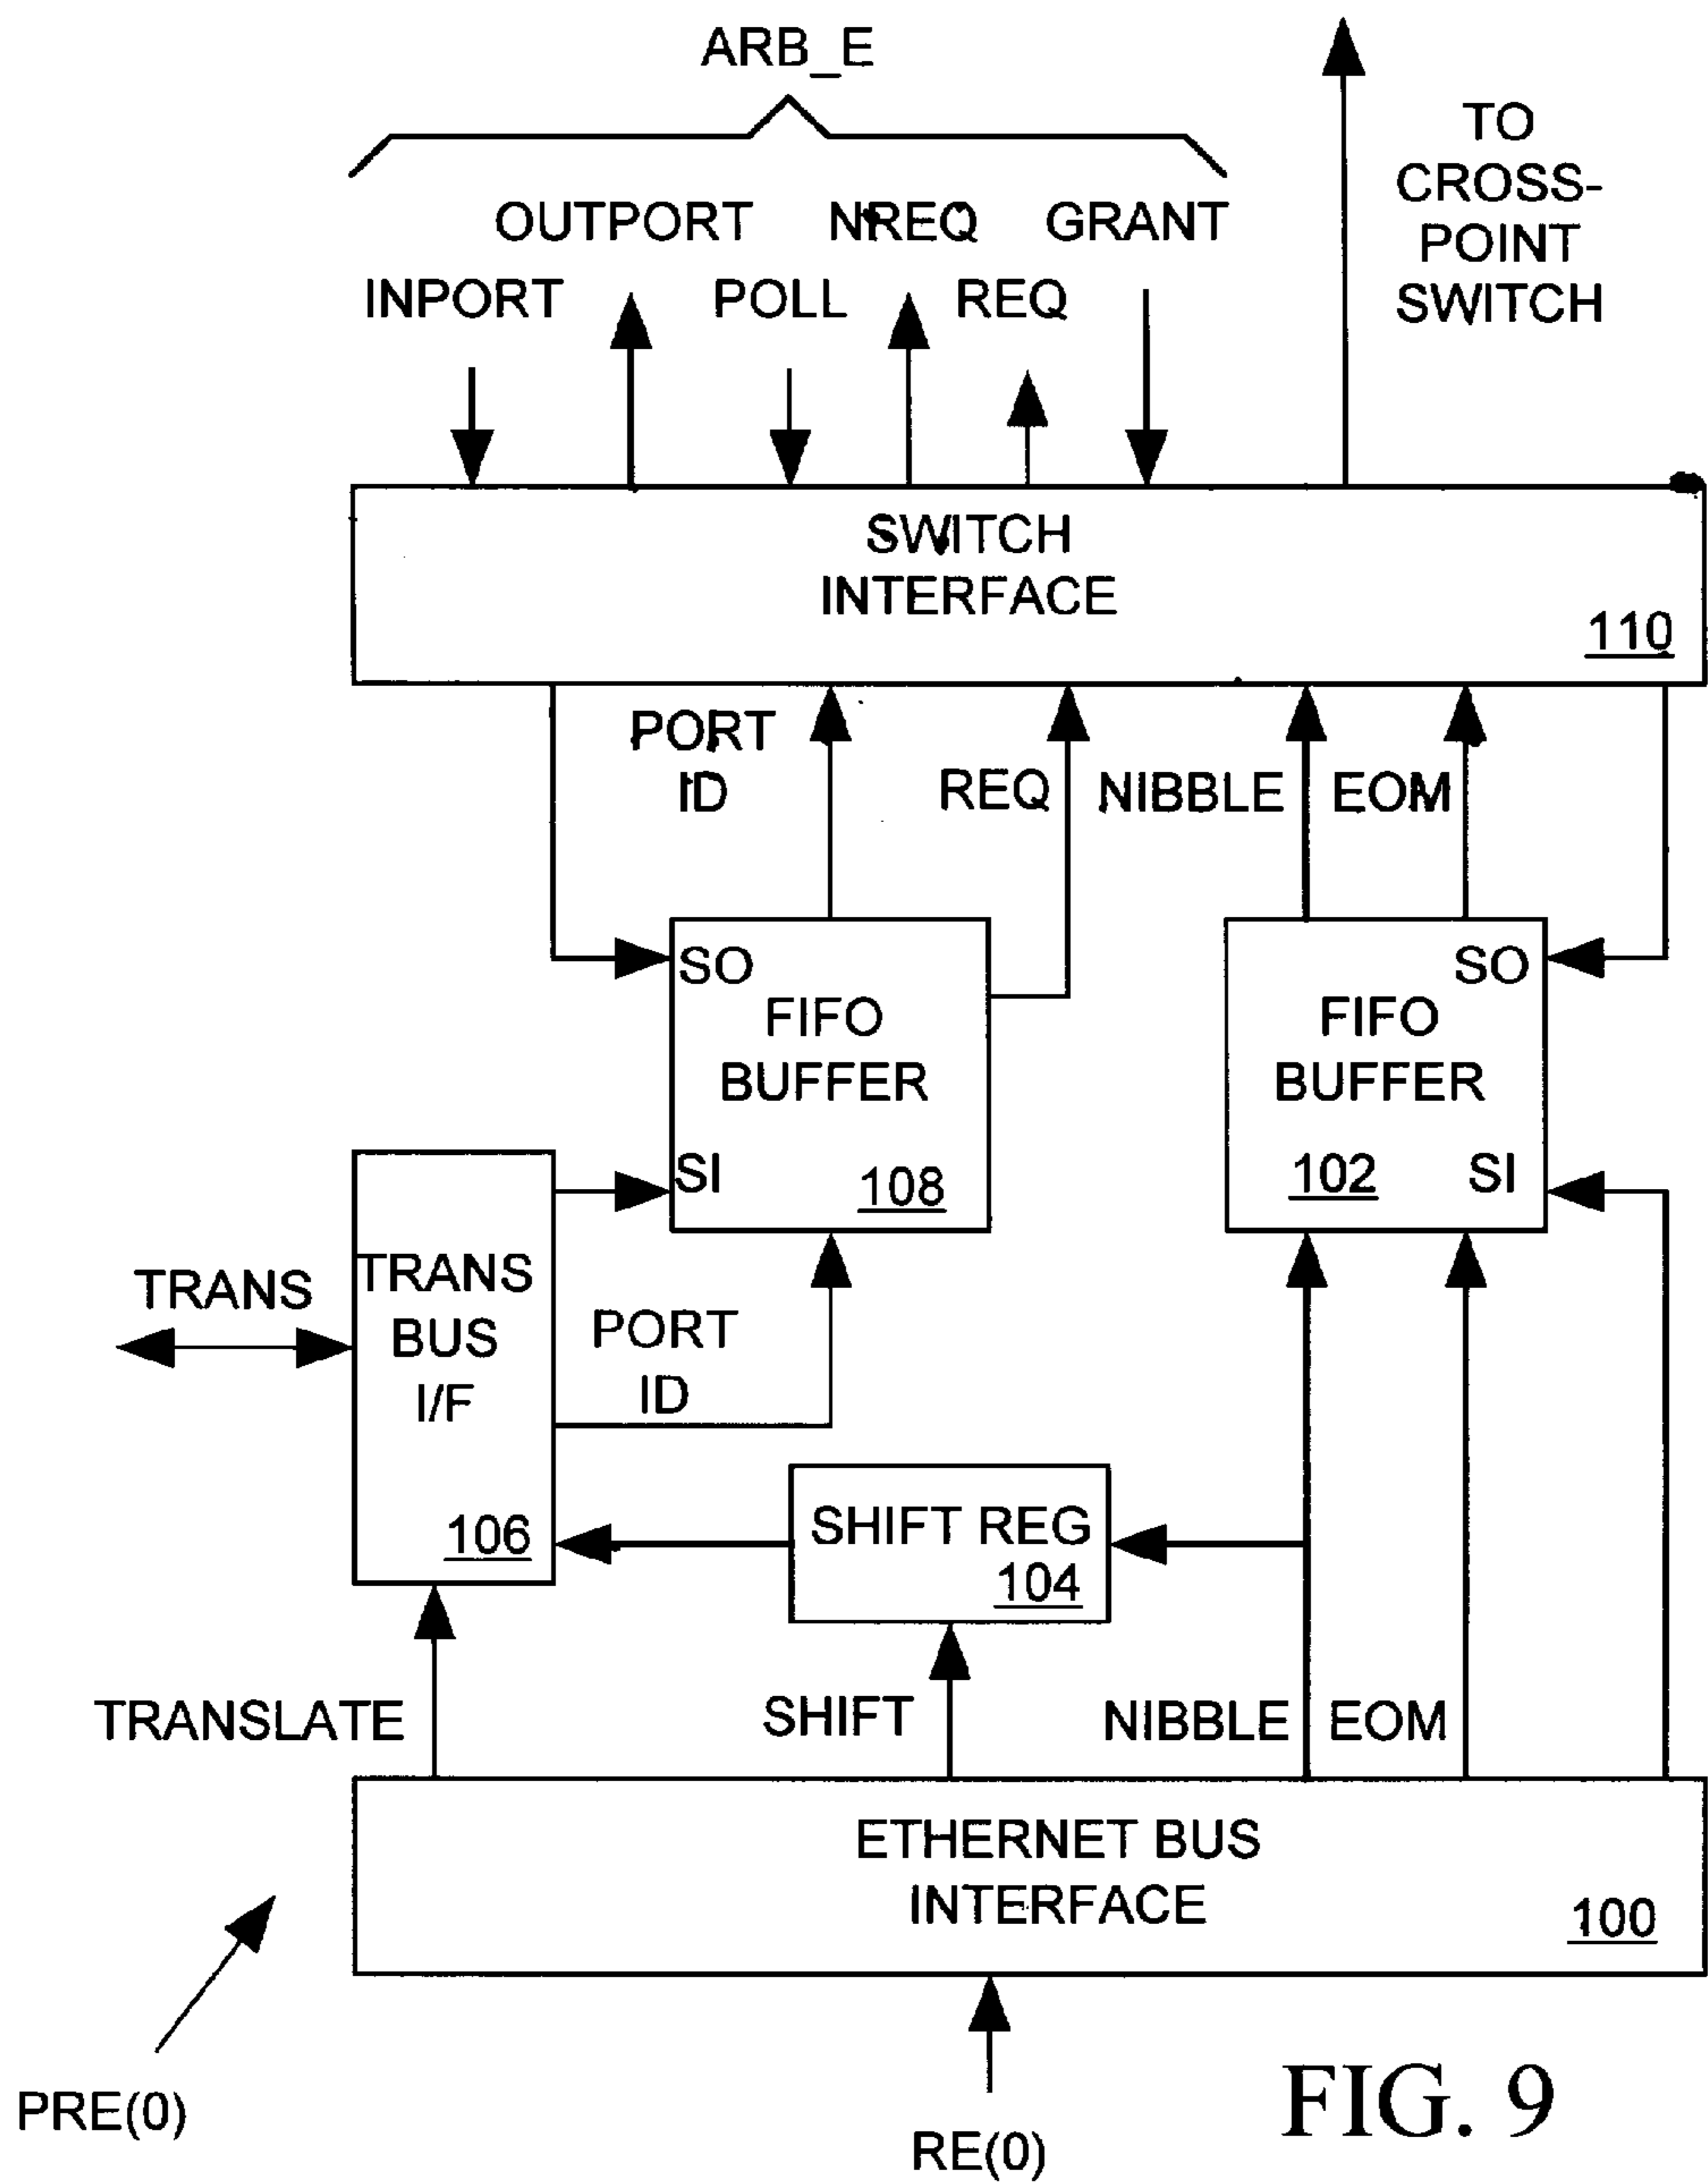 ARB_E
TO
CROSS-
POINT
SWITCH
OUTPORT NREQ GRANT
INPORT POLL REQ
SWITCH
INTERFACE
110
PORT
ID
REQ
NIBBLE
EOM
SO
FIFO
BUFFER
SI
108
SO
FIFO
BUFFER
102
SI
TRANS
TRANS
BUS
I/F
106
PORT
ID
SHIFT REG
104
TRANSLATE
SHIFT
NIBBLE
EOM
ETHERNET BUS
INTERFACE
100
PRE(0)
RE(0)
FIG. 9